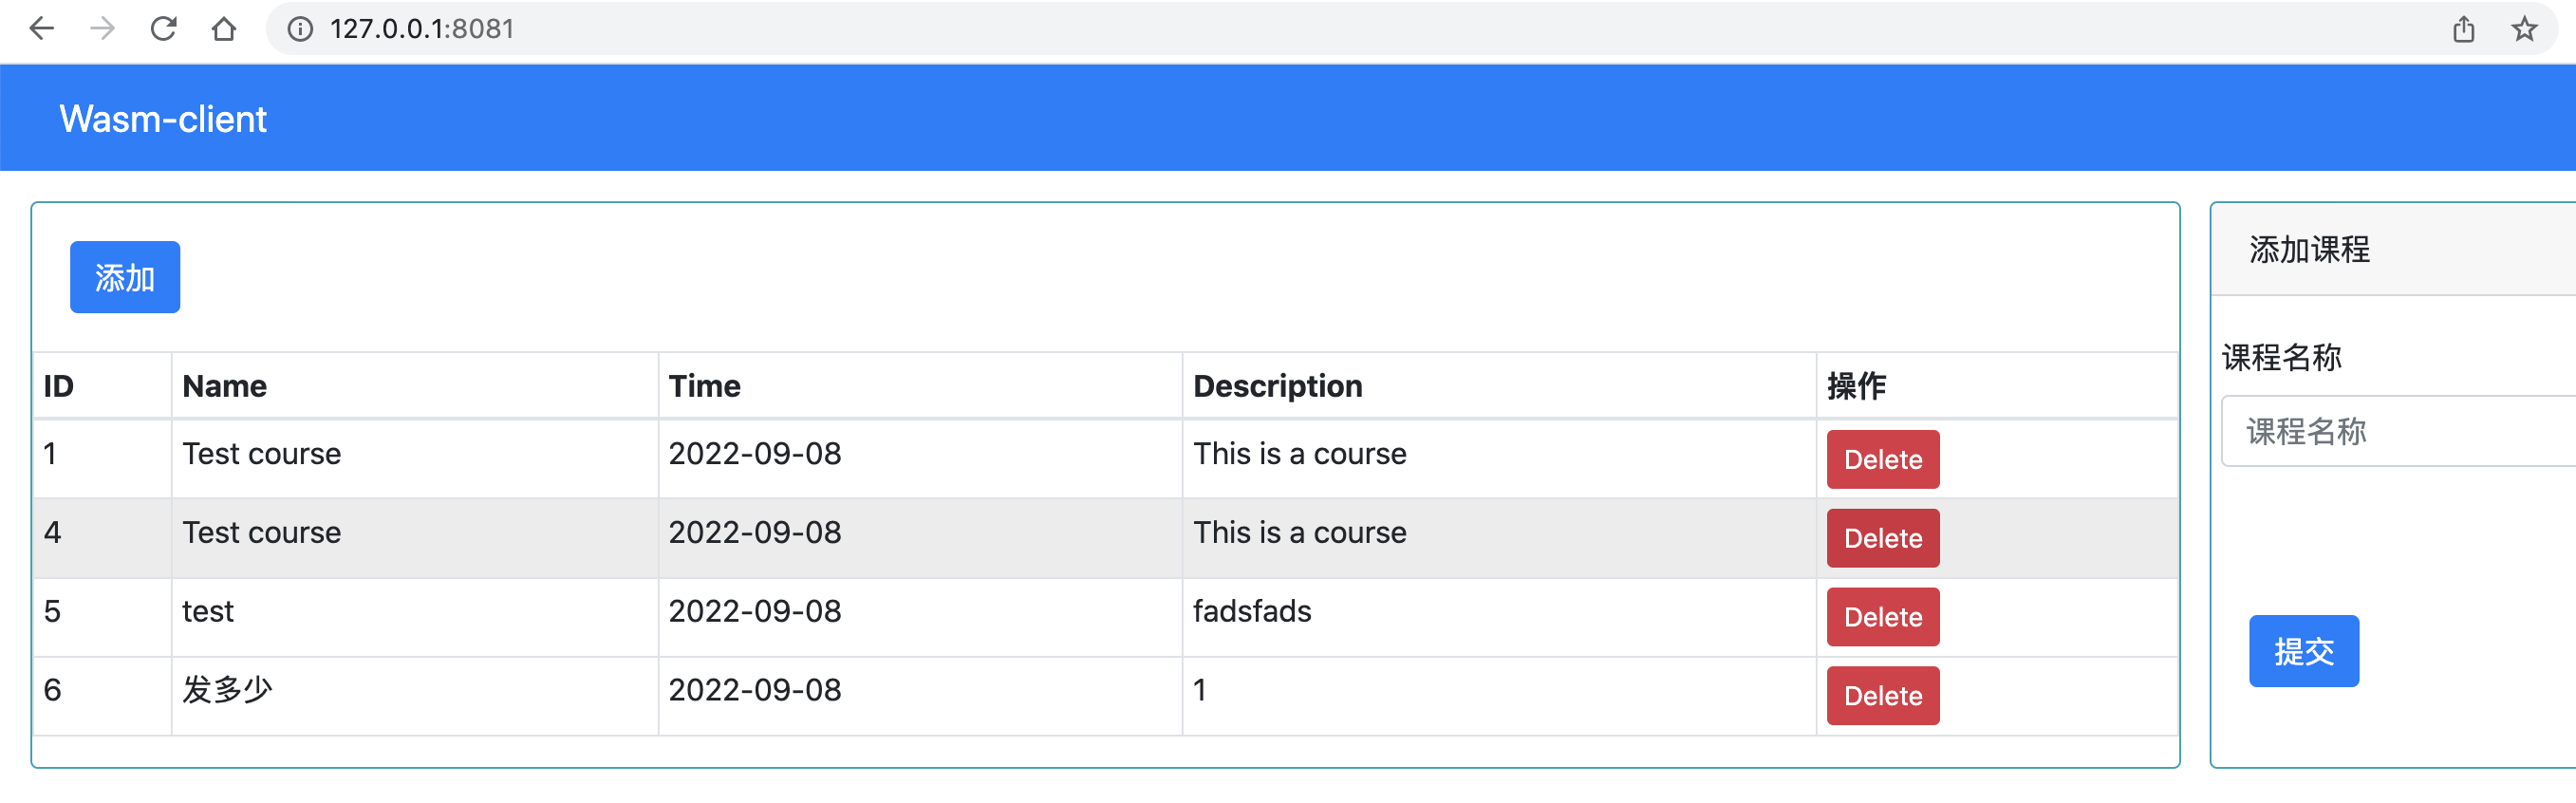 127.0.0.1:8081
Wasm-client
添加
ID Name Time Description 操作
1 Test course 2022-09-08 This is a course Delete
4 Test course 2022-09-08 This is a course Delete
5 test 2022-09-08 fadsfads Delete
6 发多少 2022-09-08 1 Delete
添加课程
课程名称
课程名称
提交